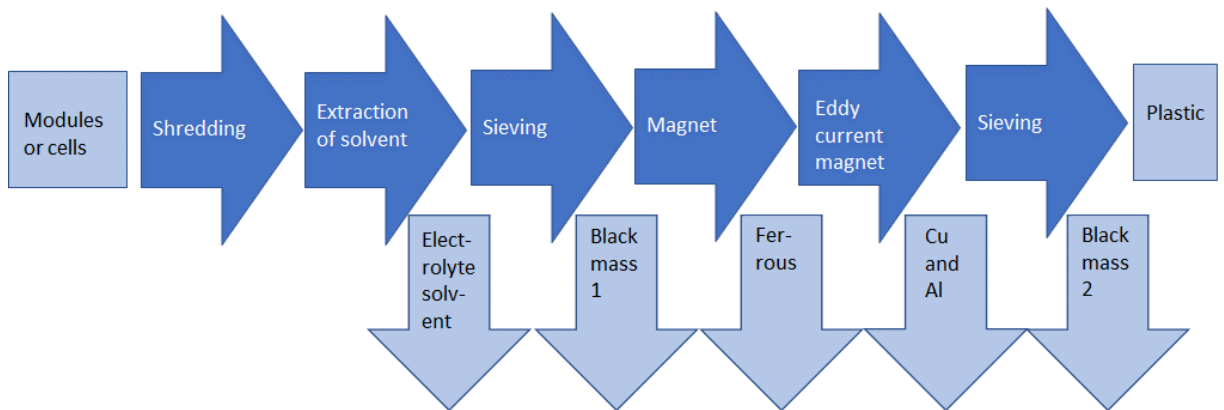 Modules
or cells
Shredding
Extraction
of solvent
Sieving
Magnet
Eddy
current
magnet
Sieving
Plastic
Elect-
rolyte
solv-
ent
Black
mass
1
Fer-
rous
Cu
and
Al
Black
mass
2